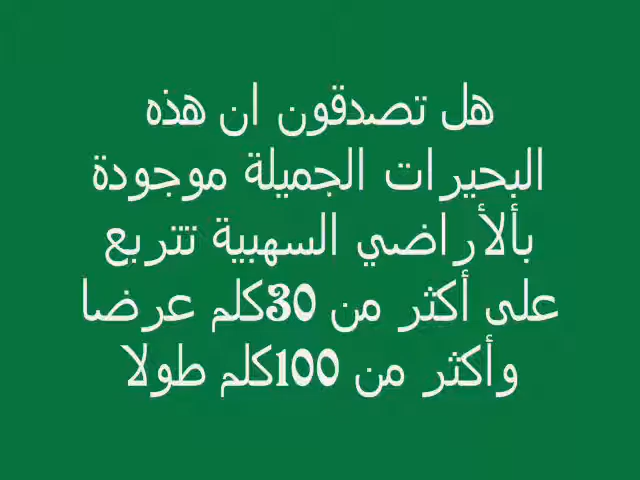 هل تصدقون ان هذه
البحيرات الجميلة موجودة
بألأراضي السهبية تتربع
على أكثر من 30كلم عرضا
وأكثر من 100كلم طولا